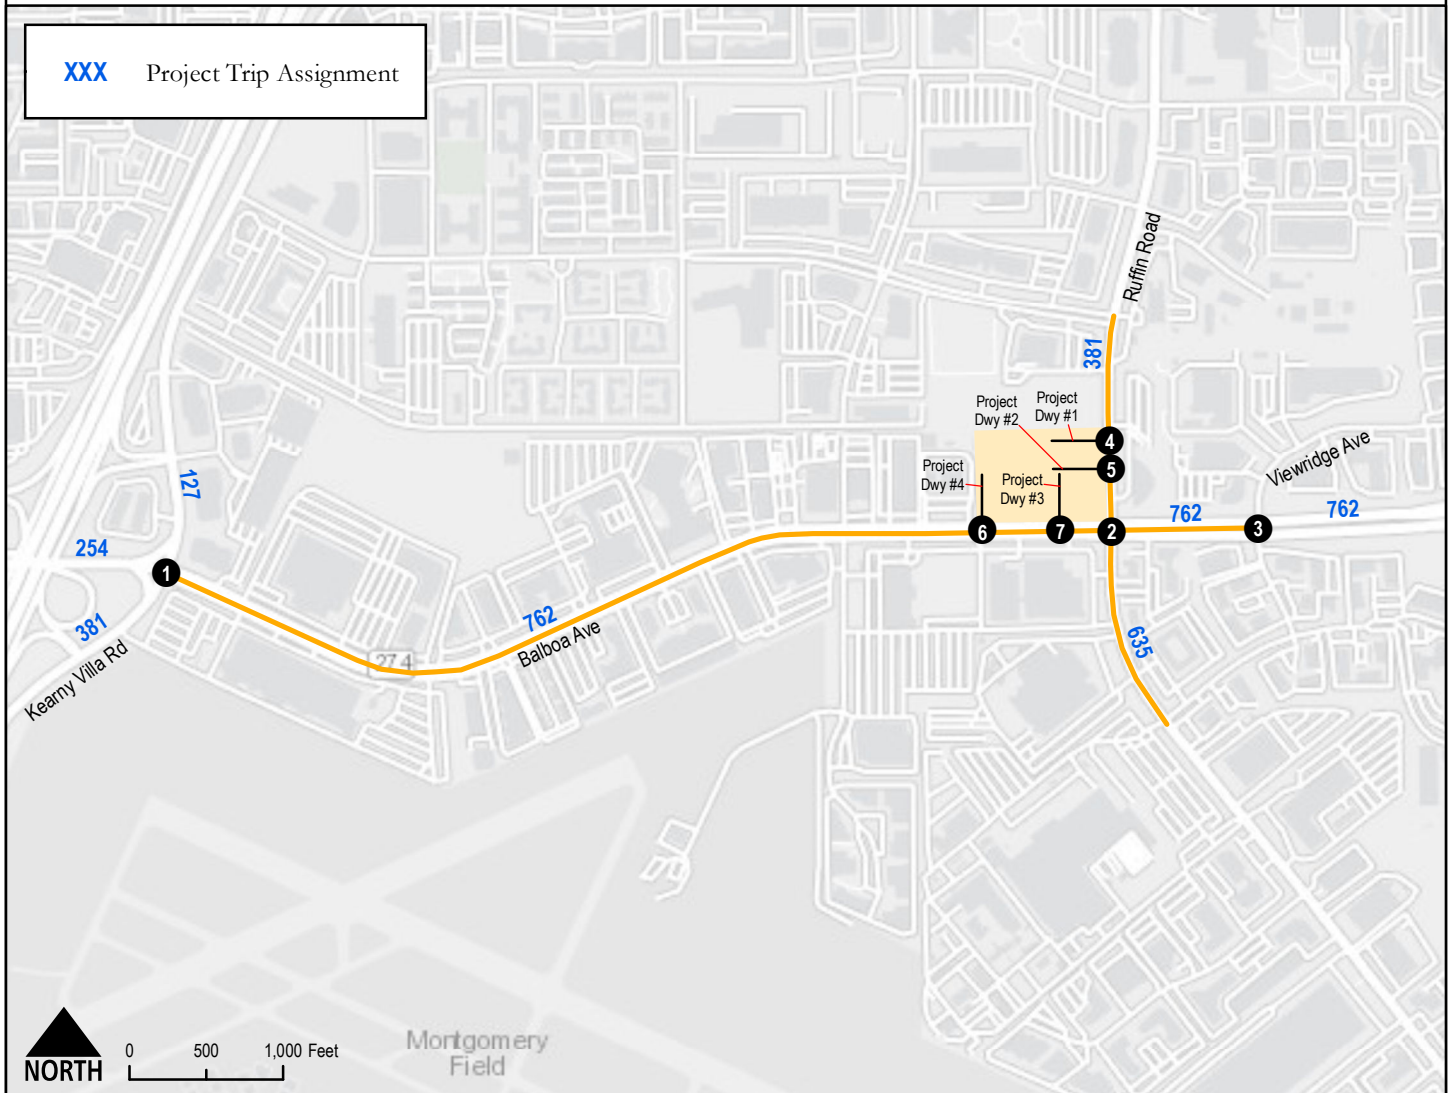 XXX Project Trip Assignment
Ruffin Road
381
Project
Dwy #1
Project
Dwy #2
4
5
Project
Dwy #4
Project
Dwy #3
Viewridge Ave
127
762
762
6
7
2
3
254
1
381
762
Balboa Ave
635
Kearny Villa Rd
274
Montgomery
Field
NORTH
0 500 1,000 Feet